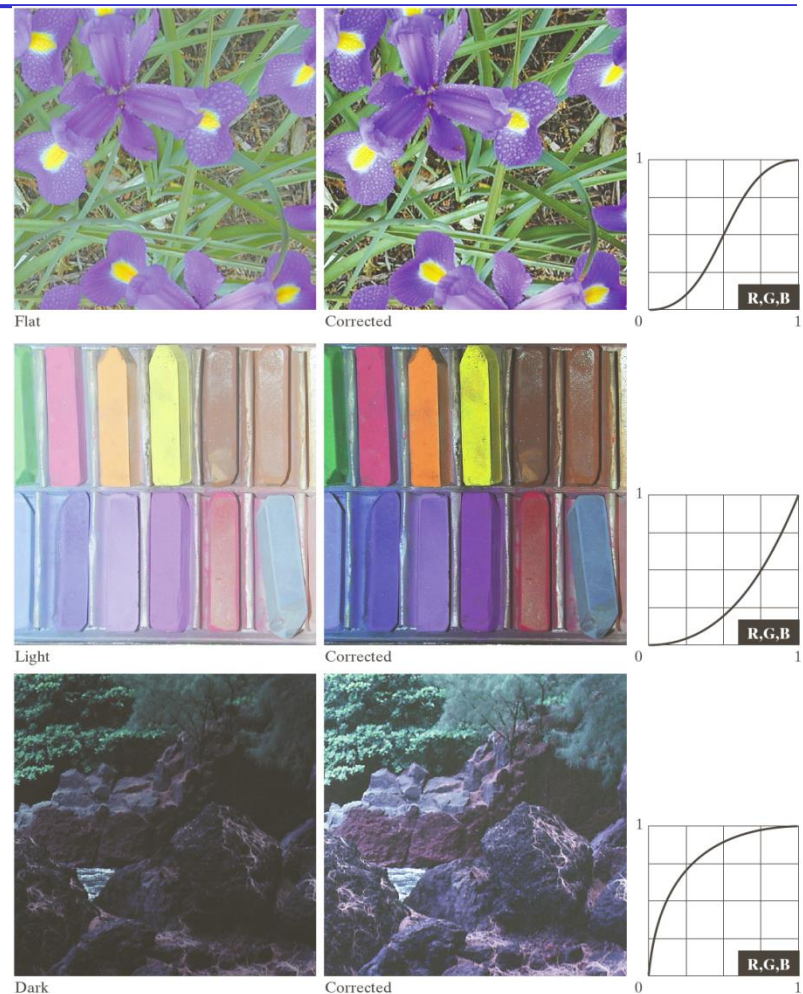 1
R,G,B
0 1
Flat Corrected
1
R,G,B
0 1
Light Corrected
1
R,G,B
0 1
Dark Corrected